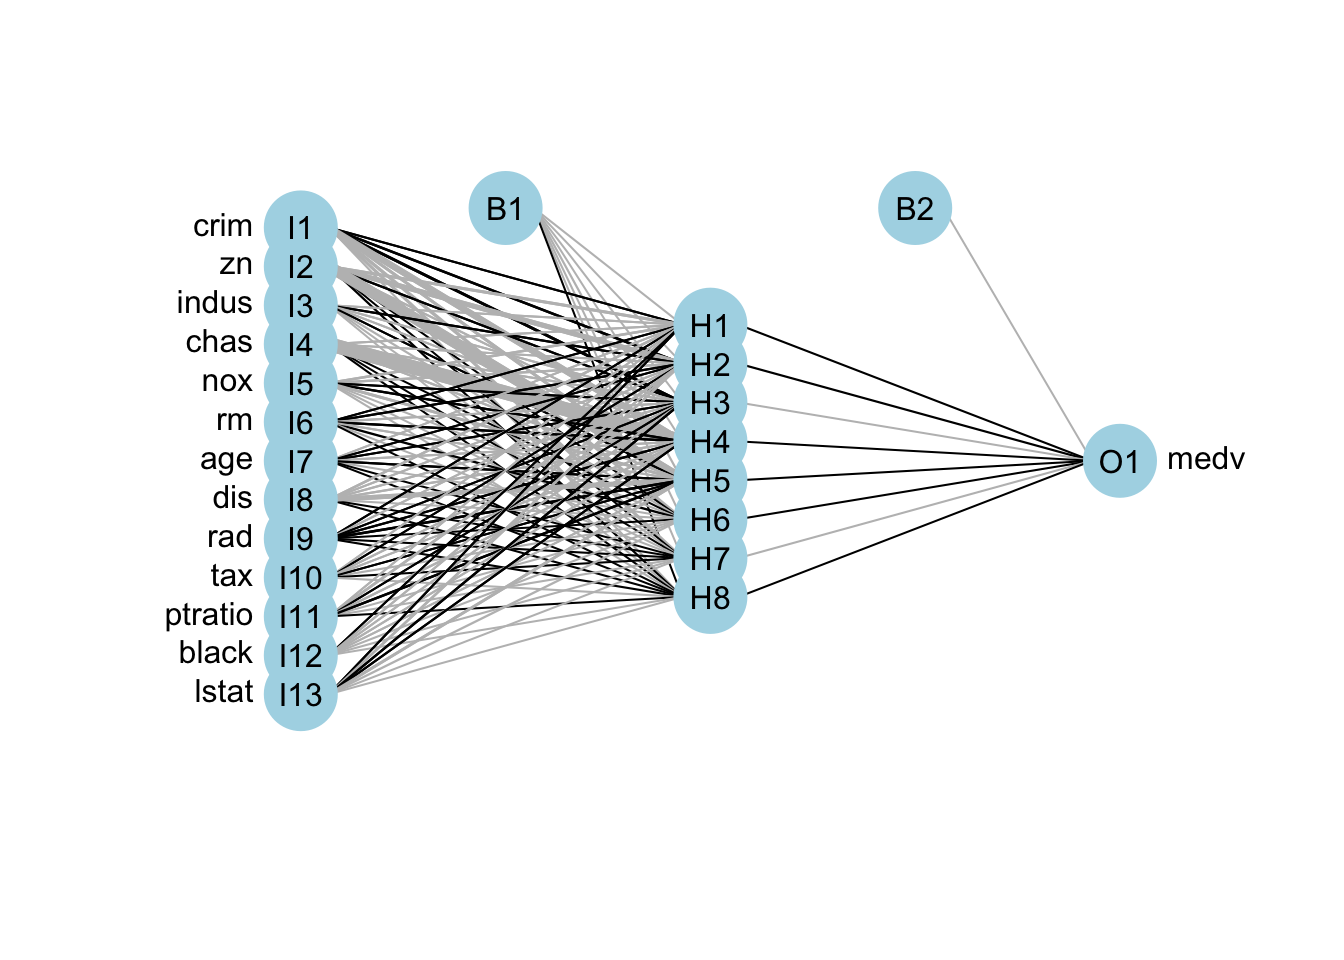 crim I1
zn I2
indus I3
chas I4
nox I5
rm I6
age I7
dis I8
rad I9
tax I10
ptratio I11
black I12
lstat I13
B1
H1
H2
H3
H4
H5
H6
H7
H8
B2
O1 medv